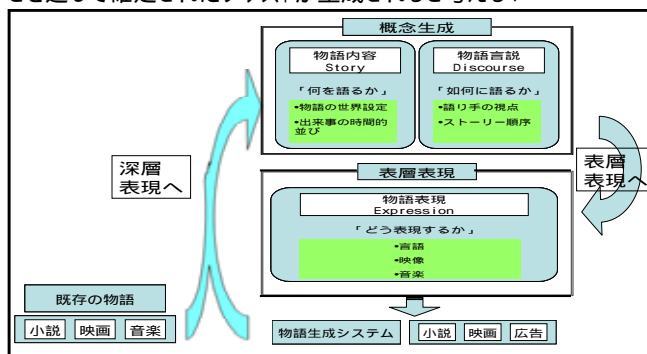 概念生成
物語内容
Story
「何を語るか」
•物語の世界設定
•出来事の時間的
並び
物語言説
Discourse
「如何に語るか」
•語り手の視点
•ストーリー順序
深層
表現へ
表層
表現へ
表層表現
物語表現
Expression
「どう表現するか」
•言語
•映像
•音楽
既存の物語
小説 映画 音楽
物語生成システム 小説 映画 広告